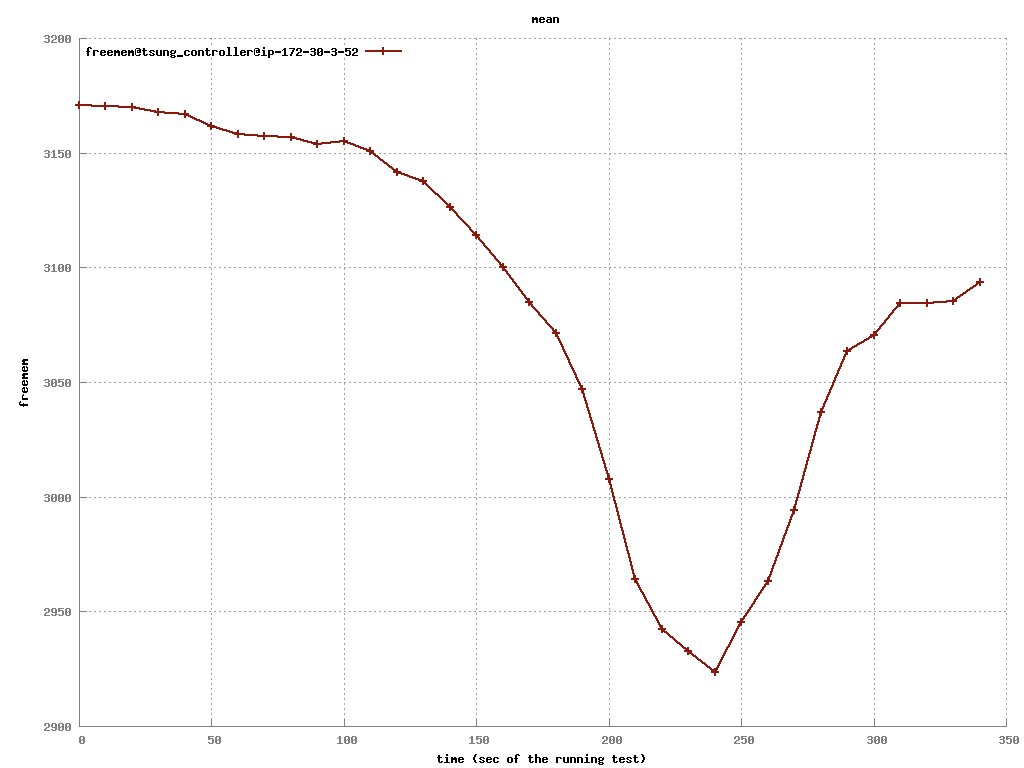 mean
3200
freemem@tsung_controller@ip-172-30-3-52
3150
3100
3050
freemem
3000
2950
2900
0 50 100 150 200 250 300 350
time (sec of the running test)